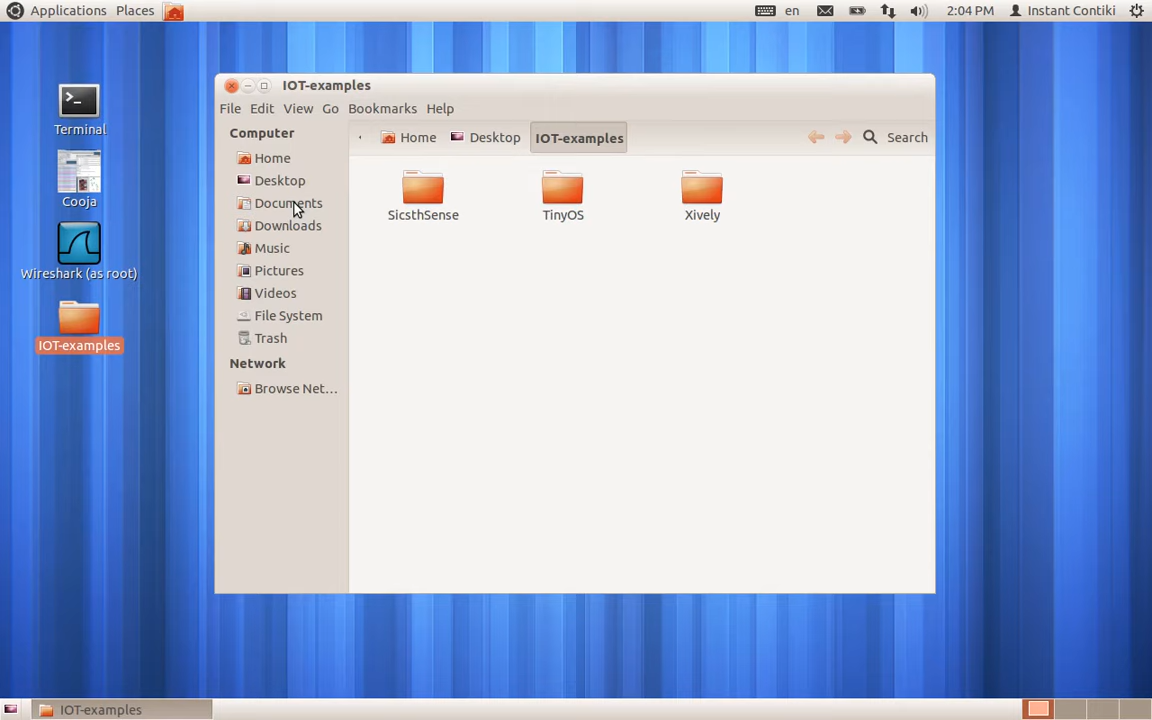 Applications Places en 2:04 PM Instant Contiki
Terminal
Cooja
Wireshark (as root)
IOT-examples
IOT-examples
File Edit View Go Bookmarks Help
Computer
Home
Desktop
Documents
Downloads
Music
Pictures
Videos
File System
Trash
Network
Browse Net...
Home Desktop IOT-examples Search
SicsthSense TinyOS Xively
IOT-examples